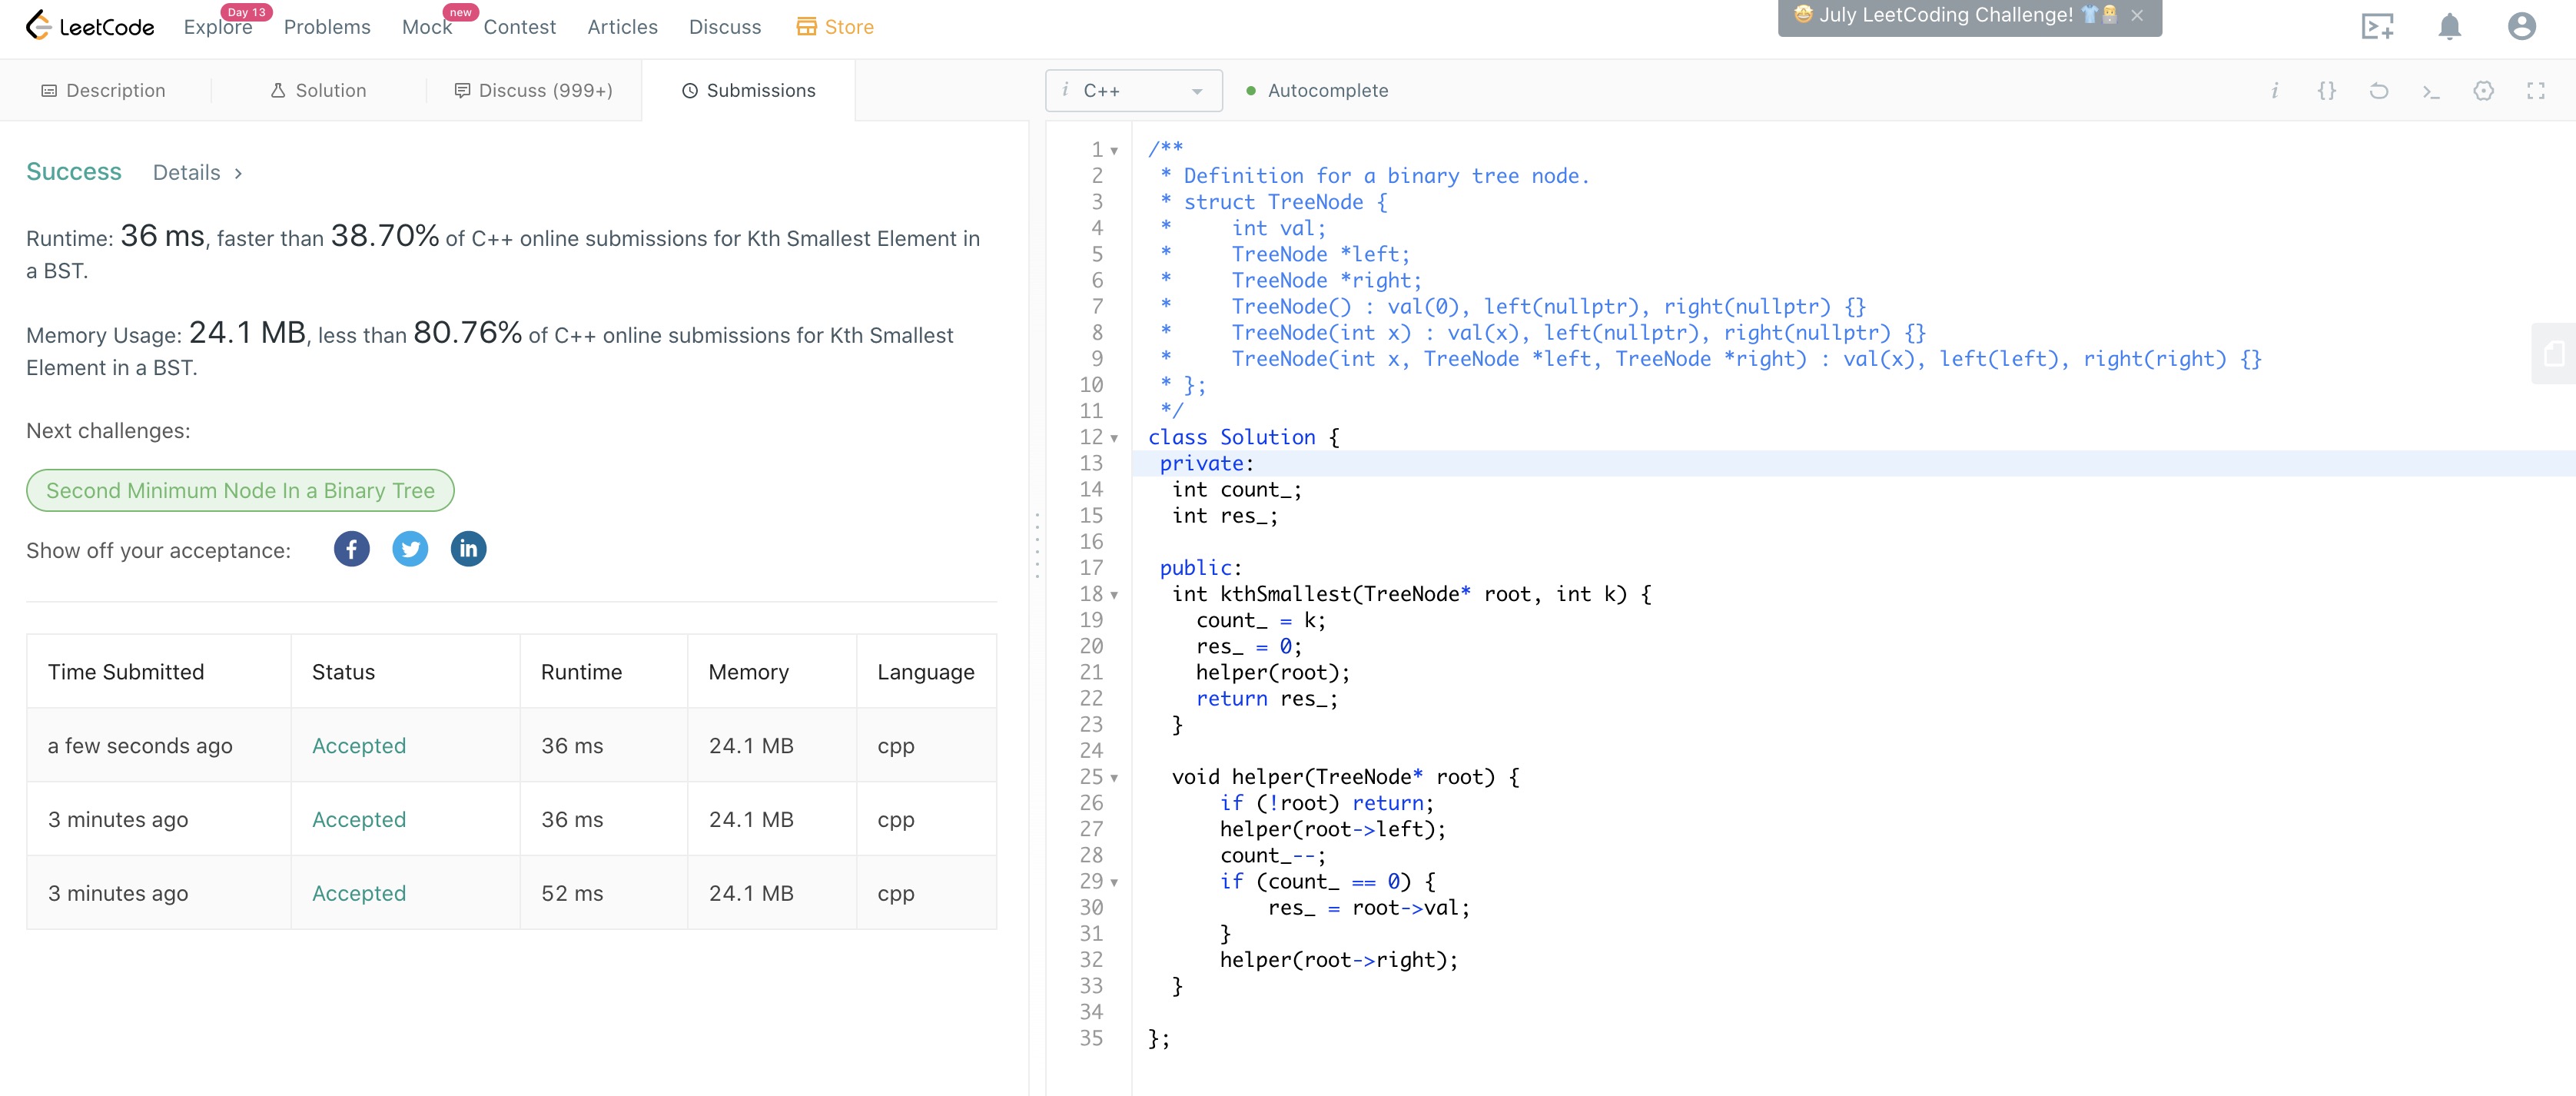 LeetCode Explore Day 13 Problems Mock new Contest Articles Discuss Store
🤩 July LeetCoding Challenge! ×
Description Solution Discuss (999+) Submissions
Success Details >
Runtime: 36 ms, faster than 38.70% of C++ online submissions for Kth Smallest Element in
a BST.
Memory Usage: 24.1 MB, less than 80.76% of C++ online submissions for Kth Smallest
Element in a BST.
Next challenges:
Second Minimum Node In a Binary Tree
Show off your acceptance: f in
Time Submitted Status Runtime Memory Language
a few seconds ago Accepted 36 ms 24.1 MB cpp
3 minutes ago Accepted 36 ms 24.1 MB cpp
3 minutes ago Accepted 52 ms 24.1 MB cpp
i C++ Autocomplete i {} >_
1 /**
2 * Definition for a binary tree node.
3 * struct TreeNode {
4 * int val;
5 * TreeNode *left;
6 * TreeNode *right;
7 * TreeNode() : val(0), left(nullptr), right(nullptr) {}
8 * TreeNode(int x) : val(x), left(nullptr), right(nullptr) {}
9 * TreeNode(int x, TreeNode *left, TreeNode *right) : val(x), left(left), right(right) {}
10 * };
11 */
12 class Solution {
13 private:
14 int count_;
15 int res_;
16
17 public:
18 int kthSmallest(TreeNode* root, int k) {
19 count_ = k;
20 res_ = 0;
21 helper(root);
22 return res_;
23 }
24
25 void helper(TreeNode* root) {
26 if (!root) return;
27 helper(root->left);
28 count_--;
29 if (count_ == 0) {
30 res_ = root->val;
31 }
32 helper(root->right);
33 }
34
35 };